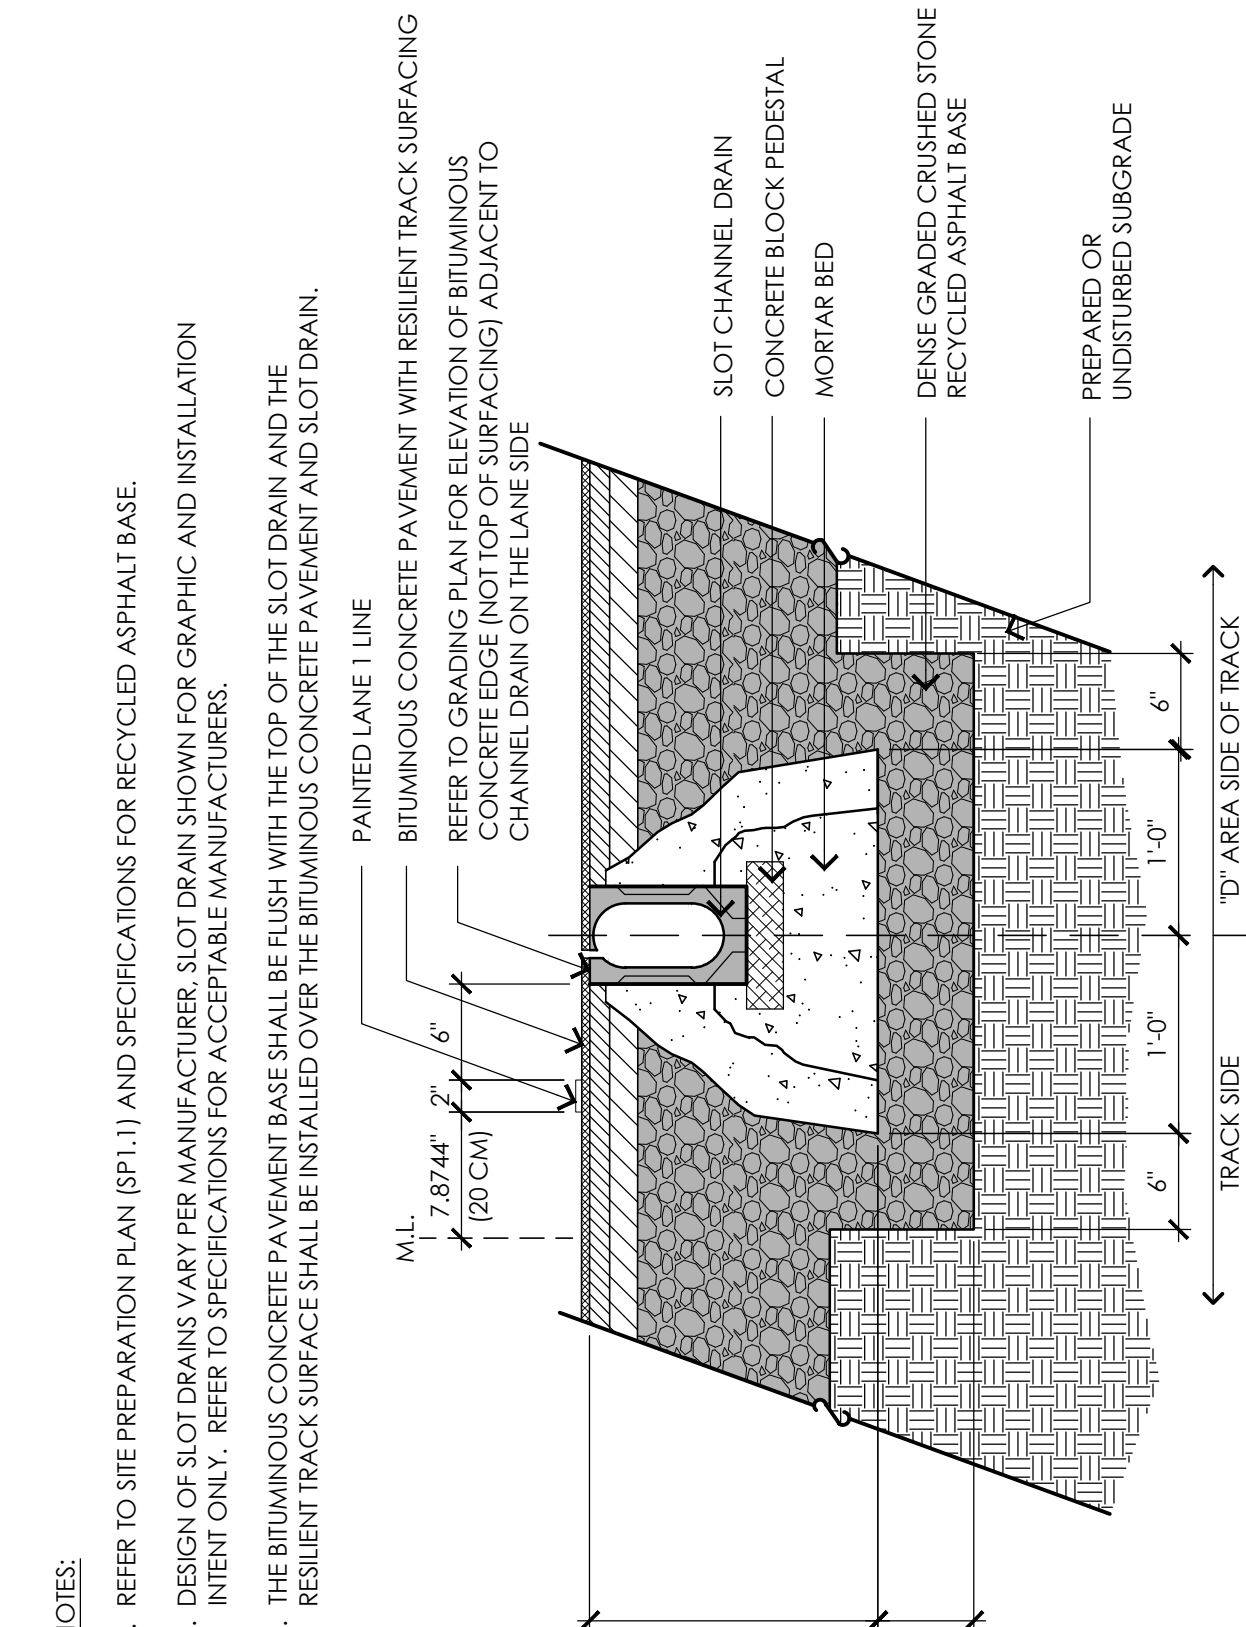 NOTES:
. REFER TO SITE PREPARATION PLAN (SP1.1) AND SPECIFICATIONS FOR RECYCLED ASPHALT BASE.
. DESIGN OF SLOT DRAINS VARY PER MANUFACTURER, SLOT DRAIN SHOWN FOR GRAPHIC AND INSTALLATION
INTENT ONLY. REFER TO SPECIFICATIONS FOR ACCEPTABLE MANUFACTURERS.
. THE BITUMINOUS CONCRETE PAVEMENT BASE SHALL BE FLUSH WITH THE TOP OF THE SLOT DRAIN AND THE
RESILIENT TRACK SURFACE SHALL BE INSTALLED OVER THE BITUMINOUS CONCRETE PAVEMENT AND SLOT DRAIN.
PAINTED LANE 1 LINE
BITUMINOUS CONCRETE PAVEMENT WITH RESILIENT TRACK SURFACING
REFER TO GRADING PLAN FOR ELEVATION OF BITUMINOUS
CONCRETE EDGE (NOT TOP OF SURFACING) ADJACENT TO
CHANNEL DRAIN ON THE LANE SIDE
M.L.
7.8744"
(20 CM)
2"
6"
SLOT CHANNEL DRAIN
CONCRETE BLOCK PEDESTAL
MORTAR BED
DENSE GRADED CRUSHED STONE
RECYCLED ASPHALT BASE
PREPARED OR
UNDISTURBED SUBGRADE
6"
1'-0"
1'-0"
6"
TRACK SIDE
"D" AREA SIDE OF TRACK